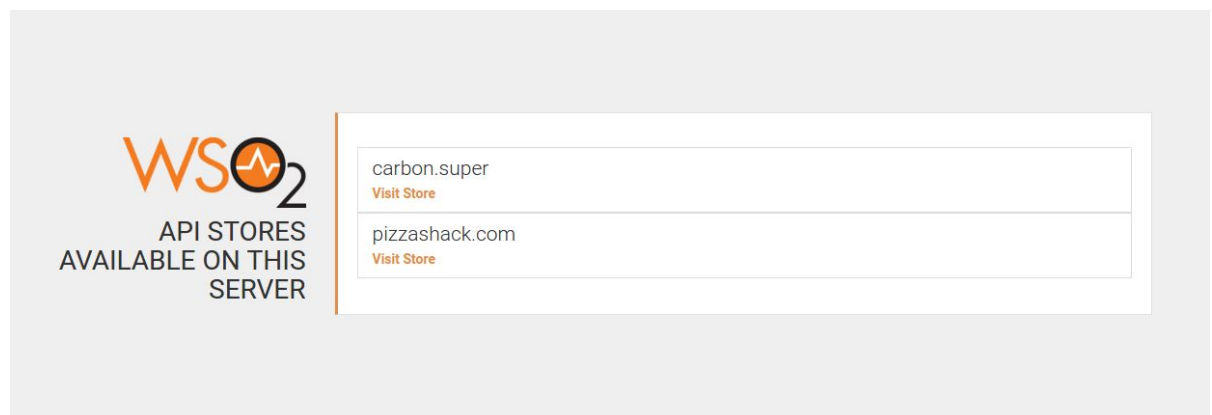 WSO2
API STORES
AVAILABLE ON THIS
SERVER
carbon.super
Visit Store
pizzashack.com
Visit Store